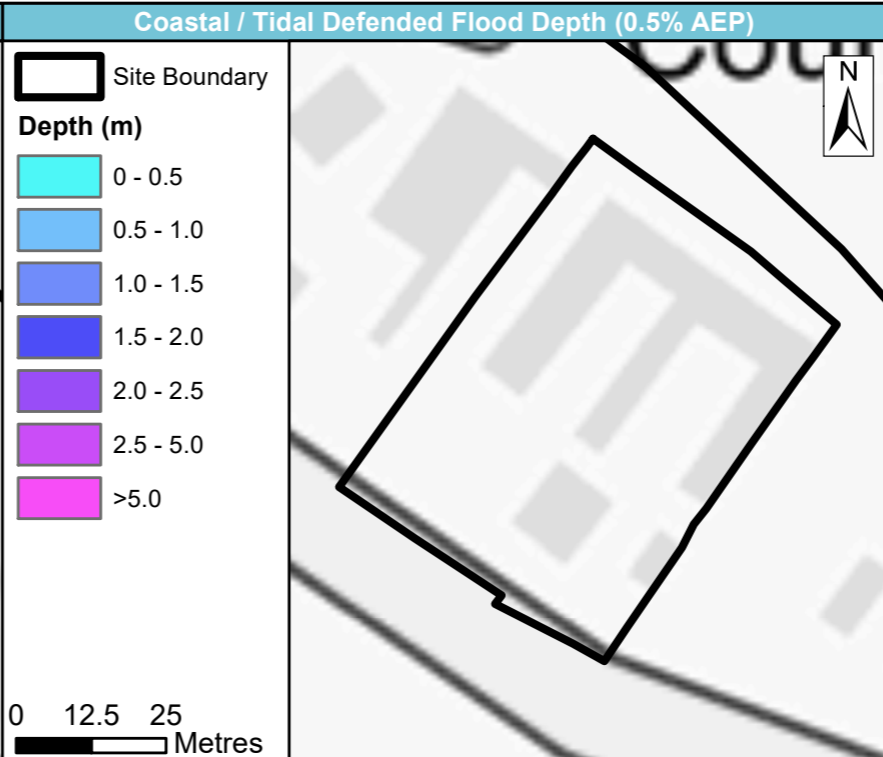 Coastal / Tidal Defended Flood Depth (0.5% AEP)
Site Boundary
Depth (m)
0 - 0.5
0.5 - 1.0
1.0 - 1.5
1.5 - 2.0
2.0 - 2.5
2.5 - 5.0
>5.0
0 12.5 25
Metres
N